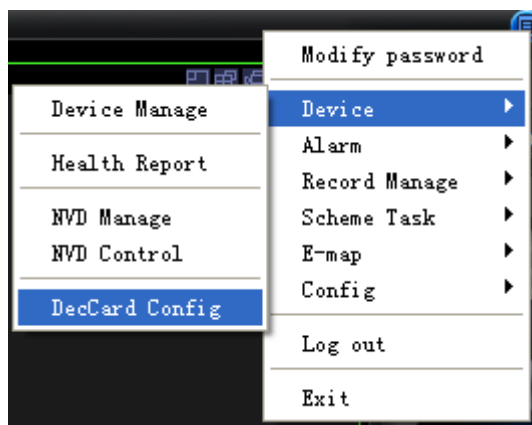 Modify password
Device
Alarm
Record Manage
Scheme Task
E-map
Config
Log out
Exit
Device Manage
Health Report
NVD Manage
NVD Control
DecCard Config